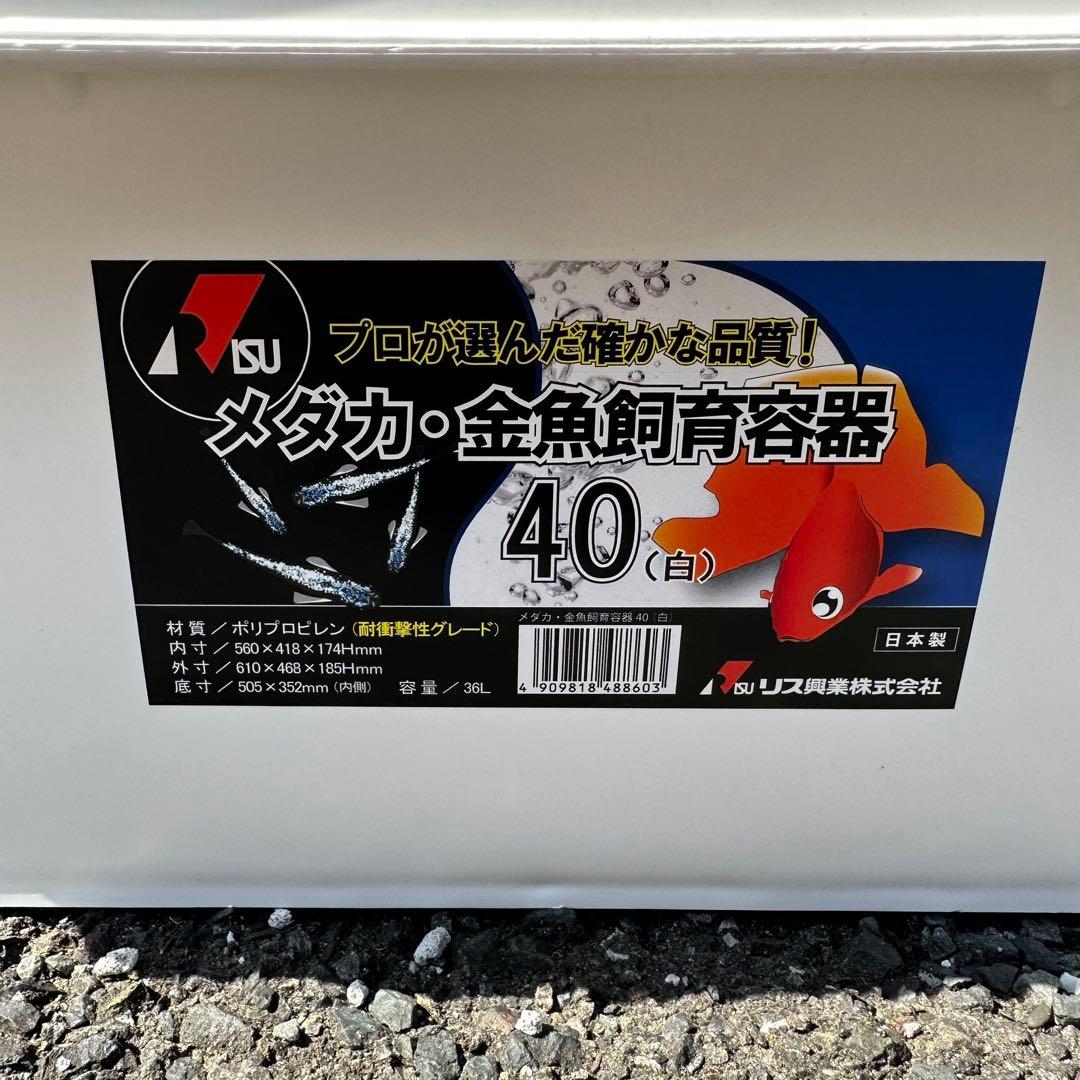 RISU
プロが選んだ確かな品質!
メダカ・金魚飼育容器
40(白)
材質/ポリプロピレン(耐衝撃性グレード)
内寸/560×418×174Hmm
外寸/610×468×185Hmm
底寸/505×352mm(内側) 容量/36L
メダカ・金魚飼育容器40(白)
4 909818 488603
日本製
RISU リス興業株式会社